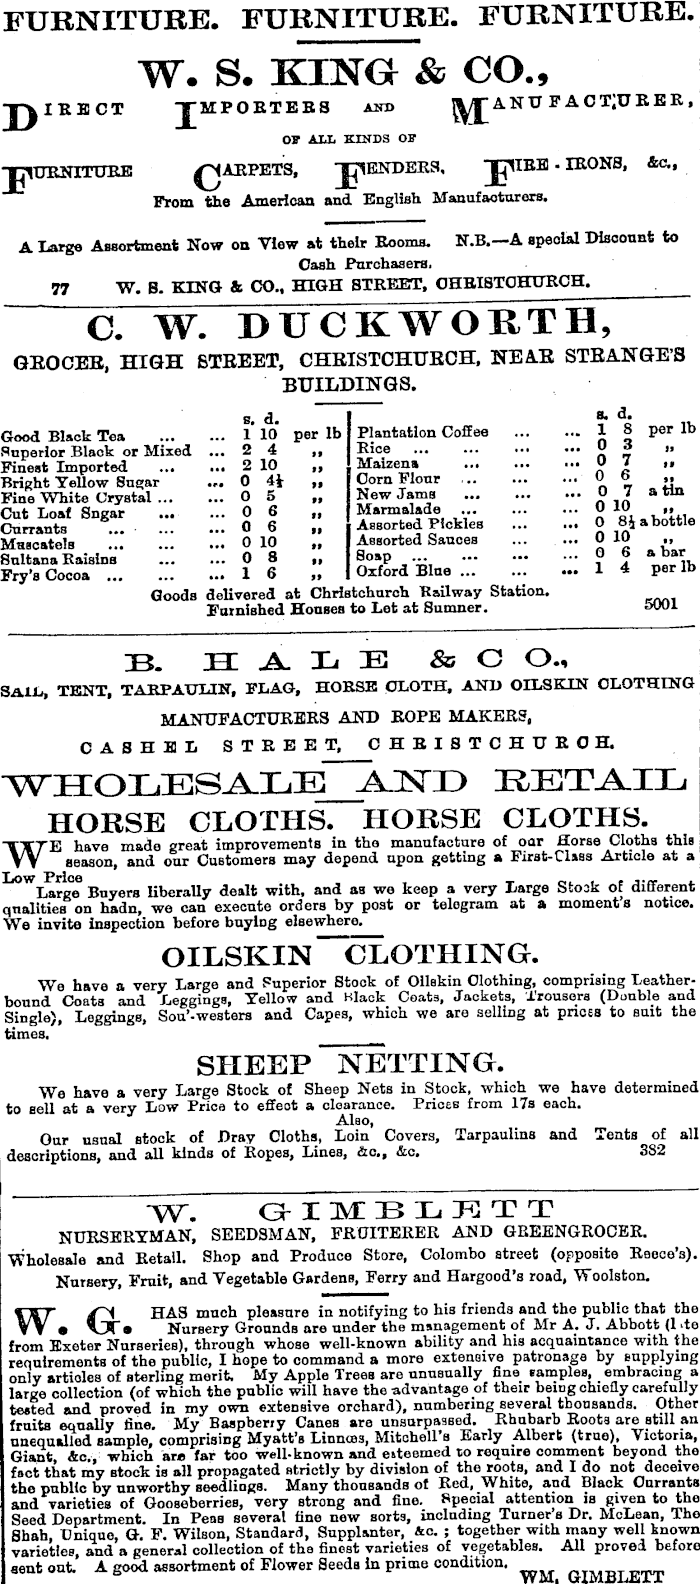 FURNITURE. FURNITURE. FURNITURE.
W. S. KING & CO.,
DIRECT IMPORTERS AND MANUFACTURER,
OF ALL KINDS OF
FURNITURE CARPETS, FENDERS, FIRE-IRONS, &c.,
From the American and English Manufacturers.
A Large Assortment Now on View at their Rooms. N.B.—A special Discount to
Cash Purchasers.
77 W. S. KING & CO., HIGH STREET, CHRISTCHURCH.
C. W. DUCKWORTH,
GROCER, HIGH STREET, CHRISTCHURCH, NEAR STRANGE'S
BUILDINGS.
s. d.
Good Black Tea ... ... 1 10 per lb
Superior Black or Mixed ... 2 4 „
Finest Imported ... ... 2 10 „
Bright Yellow Sugar ... 0 4½ „
Fine White Crystal ... ... 0 5 „
Cut Loaf Sngar ... ... 0 6 „
Currants ... ... ... 0 6 „
Muscatels ... ... ... 0 10 „
Sultana Raisins ... ... 0 8 „
Fry's Cocoa ... ... ... 1 6 „
s. d.
Plantation Coffee ... ... 1 8 per lb
Rice ... ... ... ... 0 3 „
Maizena ... ... ... 0 7 „
Corn Flour ... ... ... 0 6 „
New Jams ... ... ... 0 7 a tin
Marmalade ... ... ... 0 10 „
Assorted Pickles ... ... 0 8½ a bottle
Assorted Sauces ... ... 0 10 „
Soap ... ... ... ... 0 6 a bar
Oxford Blue ... ... ... 1 4 per lb
Goods delivered at Christchurch Railway Station.
Furnished Houses to Let at Sumner. 5001
B. HALE & CO.,
SAIL, TENT, TARPAULIN, FLAG, HORSE CLOTH, AND OILSKIN CLOTHING
MANUFACTURERS AND ROPE MAKERS,
CASHEL STREET, CHRISTCHURCH.
WHOLESALE AND RETAIL
HORSE CLOTHS. HORSE CLOTHS.
WE have made great improvements in the manufacture of our Horse Cloths this
season, and our Customers may depend upon getting a First-Class Article at a
Low Price
Large Buyers liberally dealt with, and as we keep a very Large Stock of different
qualities on hadn, we can execute orders by post or telegram at a moment's notice.
We invite inspection before buying elsewhere.
OILSKIN CLOTHING.
We have a very Large and Superior Stock of Oilskin Clothing, comprising Leather-
bound Coats and Leggings, Yellow and Black Coats, Jackets, Trousers (Double and
Single), Leggings, Sou'-westers and Capes, which we are selling at prices to suit the
times.
SHEEP NETTING.
We have a very Large Stock of Sheep Nets in Stock, which we have determined
to sell at a very Low Price to effect a clearance. Prices from 17s each.
Also,
Our usual stock of Dray Cloths, Loin Covers, Tarpaulins and Tents of all
descriptions, and all kinds of Ropes, Lines, &c., &c. 382
W. GIMBLETT
NURSERYMAN, SEEDSMAN, FRUITERER AND GREENGROCER.
Wholesale and Retail. Shop and Produce Store, Colombo street (opposite Reece's).
Nursery, Fruit, and Vegetable Gardens, Ferry and Hargood's road, Woolston.
W. G. HAS much pleasure in notifying to his friends and the public that the
Nursery Grounds are under the management of Mr A. J. Abbott (late
from Exeter Nurseries), through whose well-known ability and his acquaintance with the
requirements of the public, I hope to command a more extensive patronage by supplying
only articles of sterling merit. My Apple Trees are unusually fine samples, embracing a
large collection (of which the public will have the advantage of their being chiefly carefully
tested and proved in my own extensive orchard), numbering several thousands. Other
fruits equally fine. My Raspberry Canes are unsurpassed. Rhubarb Roots are still an
unequalled sample, comprising Myatt's Linnœs, Mitchell's Early Albert (true), Victoria,
Giant, &c., which are far too well-known and esteemed to require comment beyond the
fact that my stock is all propagated strictly by division of the roots, and I do not deceive
the public by unworthy seedlings. Many thousands of Red, White, and Black Currants
and varieties of Gooseberries, very strong and fine. Special attention is given to the
Seed Department. In Peas several fine new sorts, including Turner's Dr. McLean, The
Shah, Unique, G. F. Wilson, Standard, Supplanter, &c. ; together with many well known
varieties, and a general collection of the finest varieties of vegetables. All proved before
sent out. A good assortment of Flower Seeds in prime condition.
WM, GIMBLETT